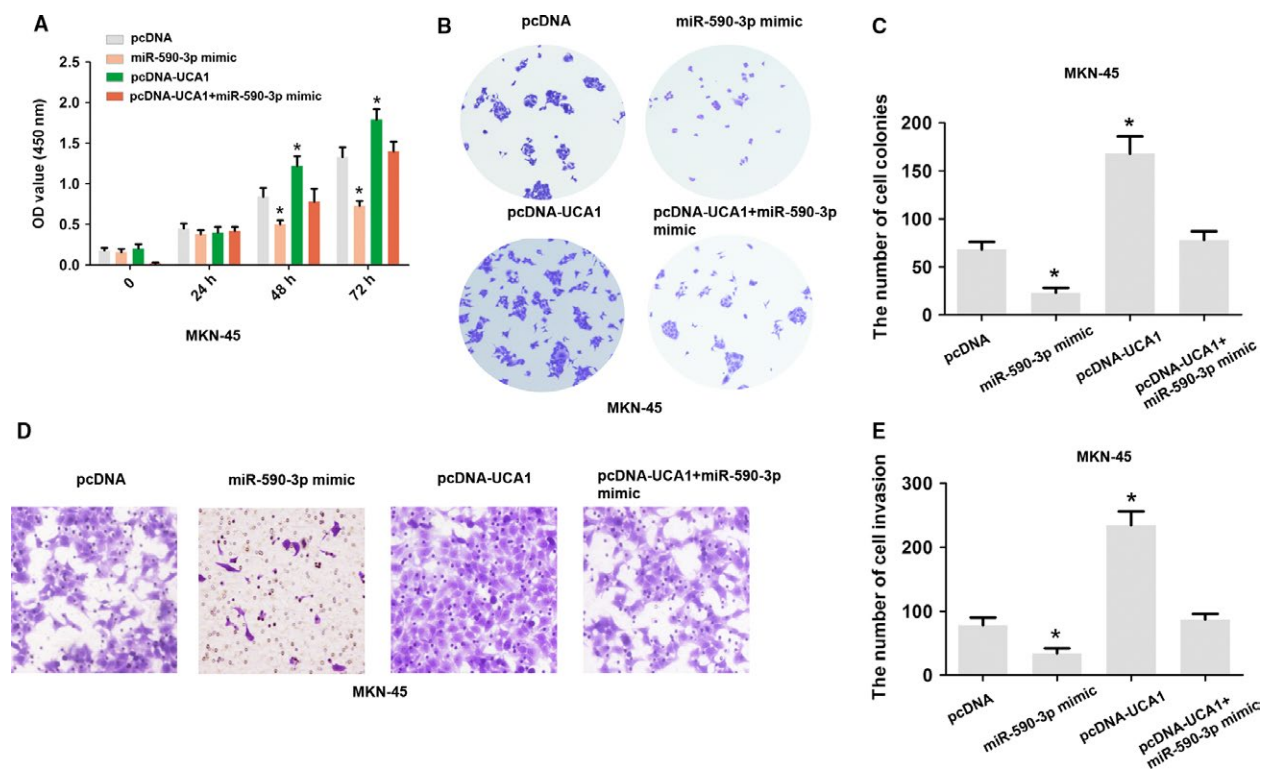 A
pcDNA
miR-590-3p mimic
pcDNA-UCA1
pcDNA-UCA1+miR-590-3p mimic
OD value (450 nm)
2.5
2.0
1.5
1.0
0.5
0.0
* * * *
0
24 h
48 h
72 h
MKN-45
B
pcDNA
miR-590-3p mimic
pcDNA-UCA1
pcDNA-UCA1+miR-590-3p
mimic
MKN-45
C
MKN-45
The number of cell colonies
200
150
100
50
0
* *
pcDNA
miR-590-3p mimic
pcDNA-UCA1
pcDNA-UCA1+
miR-590-3p mimic
D
pcDNA
miR-590-3p mimic
pcDNA-UCA1
pcDNA-UCA1+miR-590-3p
mimic
MKN-45
E
MKN-45
The number of cell invasion
300
200
100
0
* *
pcDNA
miR-590-3p mimic
pcDNA-UCA1
pcDNA-UCA1+
miR-590-3p mimic